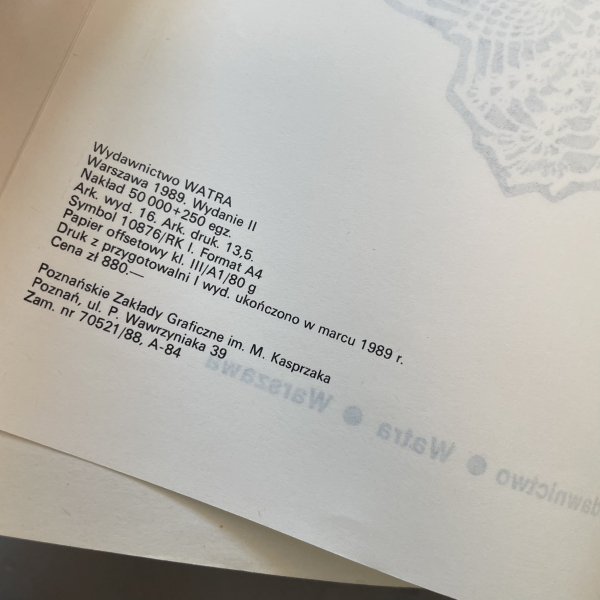 Wydawnictwo WATRA
Warszawa 1989. Wydanie II
Nakład 50 000+250 egz.
Ark. wyd. 16. Ark. druk. 13,5.
Symbol 10876/RK I. Format A4
Papier offsetowy kl. III/A1/80 g
Druk z przygotowalni I wyd. ukończono w marcu 1989 r.
Cena zł 880.—
Poznańskie Zakłady Graficzne im. M. Kasprzaka
Poznań, ul. P. Wawrzyniaka 39
Zam. nr 70521/88, A-84
dawnictwo ● Watra ● Warszawa